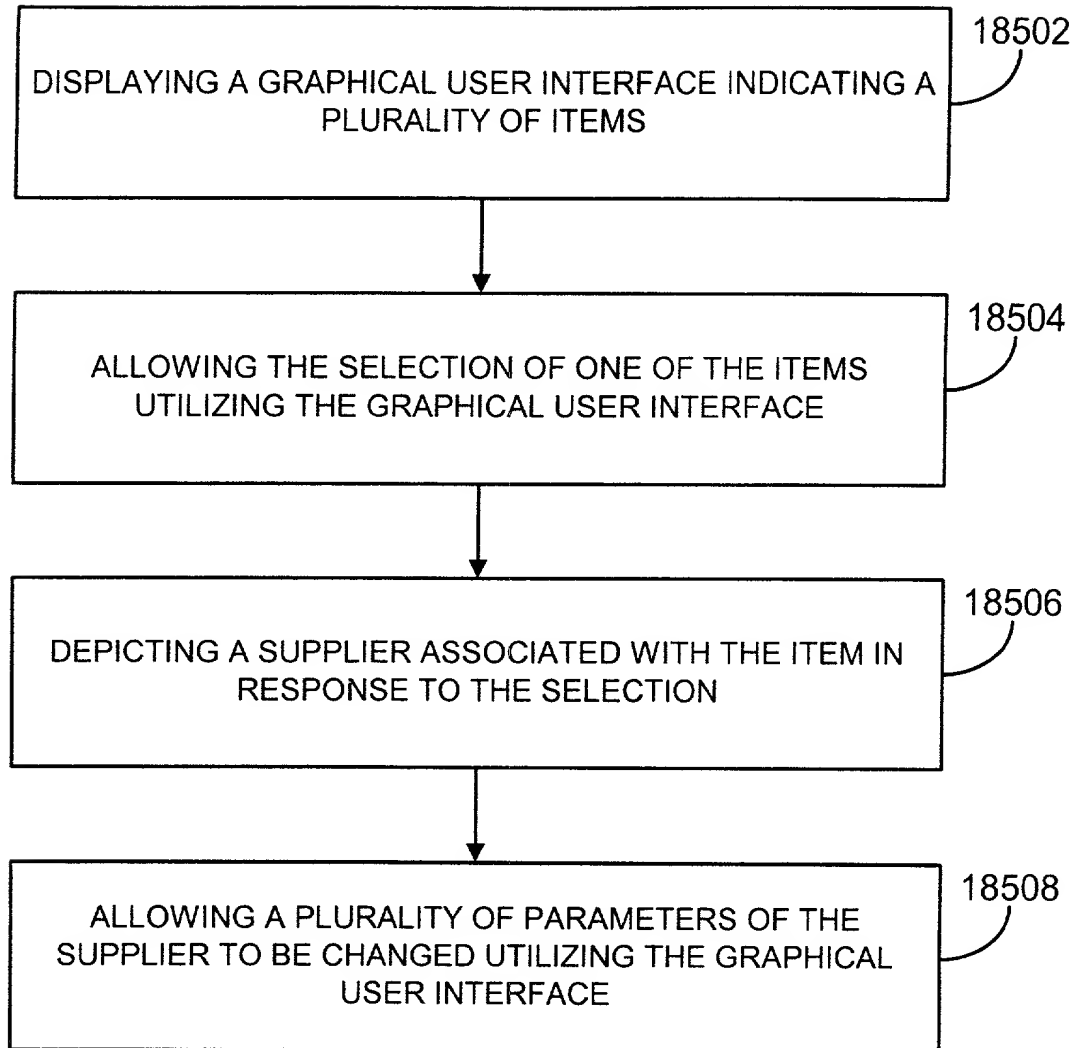 18502
DISPLAYING A GRAPHICAL USER INTERFACE INDICATING A
PLURALITY OF ITEMS
18504
ALLOWING THE SELECTION OF ONE OF THE ITEMS
UTILIZING THE GRAPHICAL USER INTERFACE
18506
DEPICTING A SUPPLIER ASSOCIATED WITH THE ITEM IN
RESPONSE TO THE SELECTION
18508
ALLOWING A PLURALITY OF PARAMETERS OF THE
SUPPLIER TO BE CHANGED UTILIZING THE GRAPHICAL
USER INTERFACE